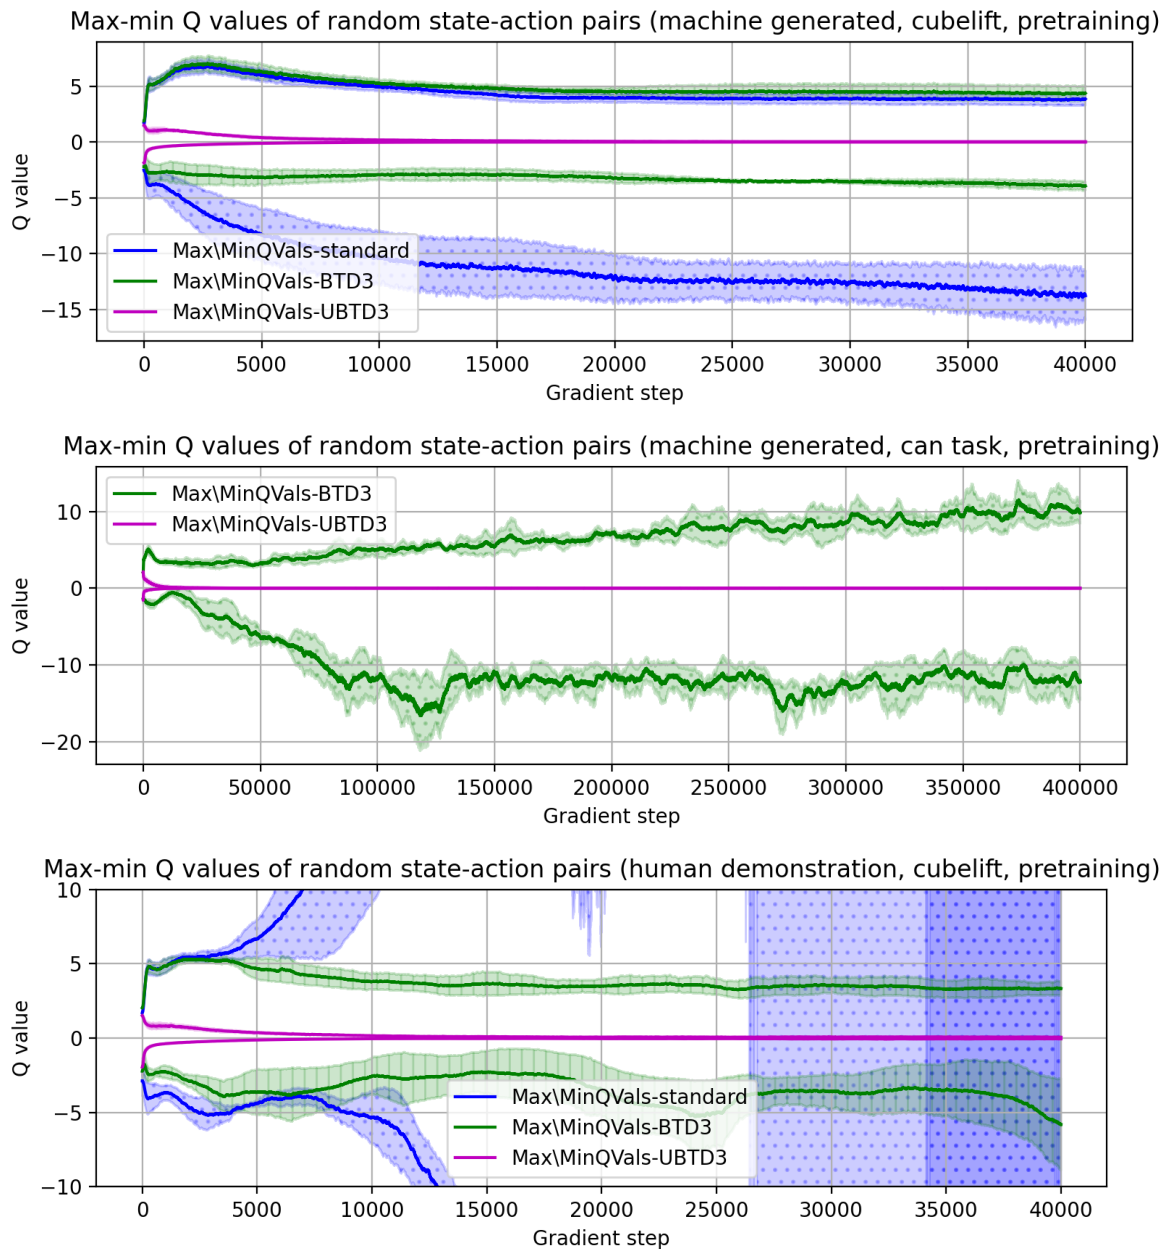 Max-min Q values of random state-action pairs (machine generated, cubelift, pretraining)
5
0
−5
−10
−15
Q value
Max\MinQVals-standard
Max\MinQVals-BTD3
Max\MinQVals-UBTD3
0 5000 10000 15000 20000 25000 30000 35000 40000
Gradient step
Max-min Q values of random state-action pairs (machine generated, can task, pretraining)
10
0
−10
−20
Q value
Max\MinQVals-BTD3
Max\MinQVals-UBTD3
0 50000 100000 150000 200000 250000 300000 350000 400000
Gradient step
Max-min Q values of random state-action pairs (human demonstration, cubelift, pretraining)
10
5
0
−5
−10
Q value
Max\MinQVals-standard
Max\MinQVals-BTD3
Max\MinQVals-UBTD3
0 5000 10000 15000 20000 25000 30000 35000 40000
Gradient step